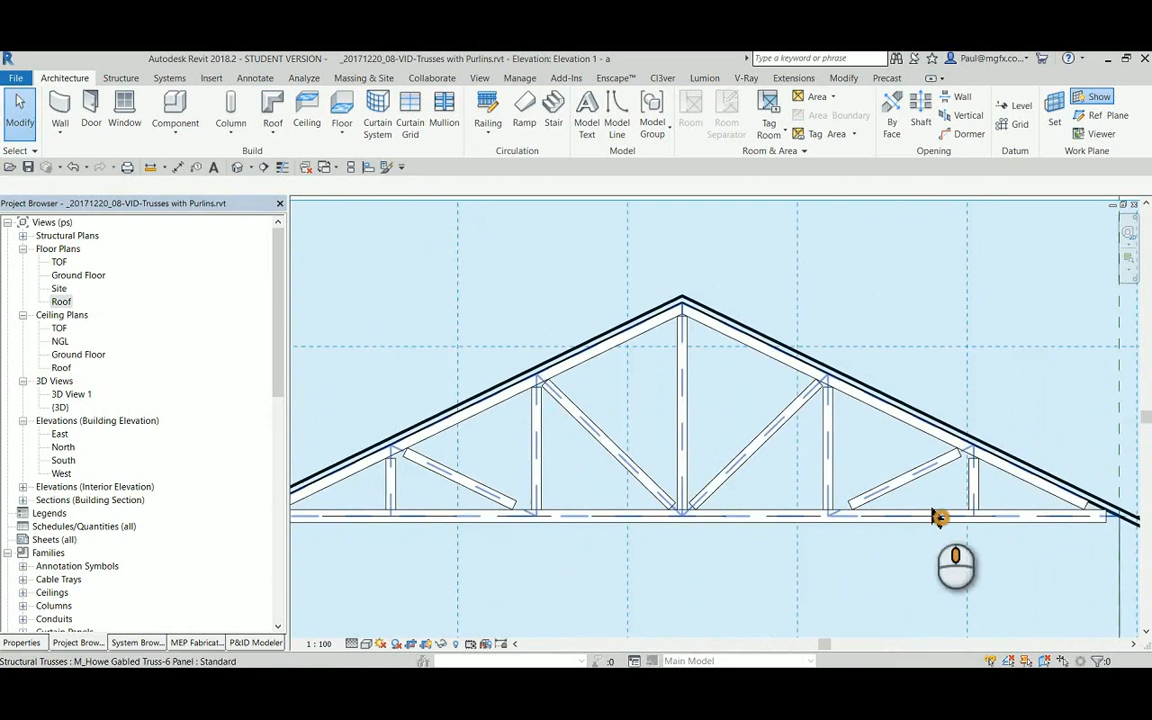 Autodesk Revit 2018.2 - STUDENT VERSION - _20171220_08-VID-Trusses with Purlins.rvt - Elevation: Elevation 1 - a
Type a keyword or phrase
Paul@mgfx.co...
File Architecture Structure Systems Insert Annotate Analyze Massing & Site Collaborate View Manage Add-Ins Enscape™ CI3ver Lumion V-Ray Extensions Modify Precast
Modify Wall Door Window Component Column Roof Ceiling Floor Curtain System Curtain Grid Mullion Railing Ramp Stair Model Text Model Line Model Group Room Room Separator Tag Room Area Area Boundary Tag Area By Face Shaft Wall Vertical Dormer Level Grid Set Show Ref Plane Viewer
Select Build Circulation Model Room & Area Opening Datum Work Plane
Project Browser - _20171220_08-VID-Trusses with Purlins.rvt
Views (ps)
Structural Plans
Floor Plans
TOF
Ground Floor
Site
Roof
Ceiling Plans
TOF
NGL
Ground Floor
Roof
3D Views
3D View 1
{3D}
Elevations (Building Elevation)
East
North
South
West
Elevations (Interior Elevation)
Sections (Building Section)
Legends
Schedules/Quantities (all)
Sheets (all)
Families
Annotation Symbols
Cable Trays
Ceilings
Columns
Conduits
Curtain Panels
Properties Project Brow... System Brow... MEP Fabricat... P&ID Modeler
1 : 100
Structural Trusses : M_Howe Gabled Truss-6 Panel : Standard
:0
Main Model
:0